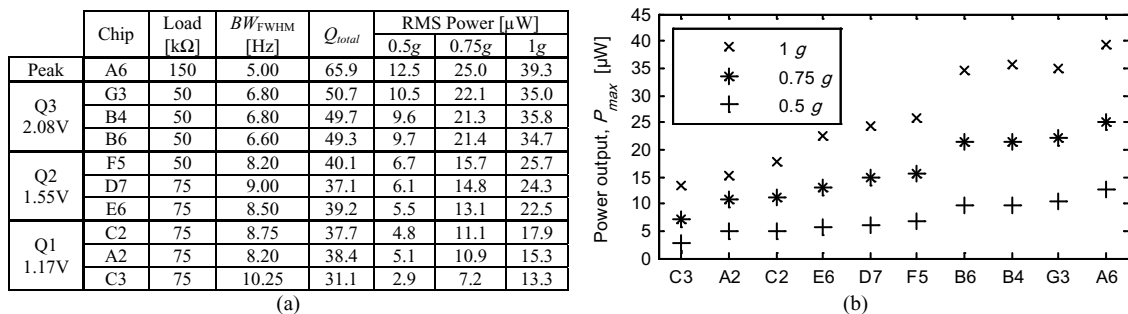 Chip Load [kΩ] BW_FWHM [Hz] Q_total RMS Power [μW]
0.5g 0.75g 1g
Peak A6 150 5.00 65.9 12.5 25.0 39.3
Q3 2.08V G3 50 6.80 50.7 10.5 22.1 35.0
B4 50 6.80 49.7 9.6 21.3 35.8
B6 50 6.60 49.3 9.7 21.4 34.7
Q2 1.55V F5 50 8.20 40.1 6.7 15.7 25.7
D7 75 9.00 37.1 6.1 14.8 24.3
E6 75 8.50 39.2 5.5 13.1 22.5
Q1 1.17V C2 75 8.75 37.7 4.8 11.1 17.9
A2 75 8.20 38.4 5.1 10.9 15.3
C3 75 10.25 31.1 2.9 7.2 13.3
(a)
Power output, P_max [μW]
45
40
35
30
25
20
15
10
5
0
1 g
0.75 g
0.5 g
C3 A2 C2 E6 D7 F5 B6 B4 G3 A6
(b)